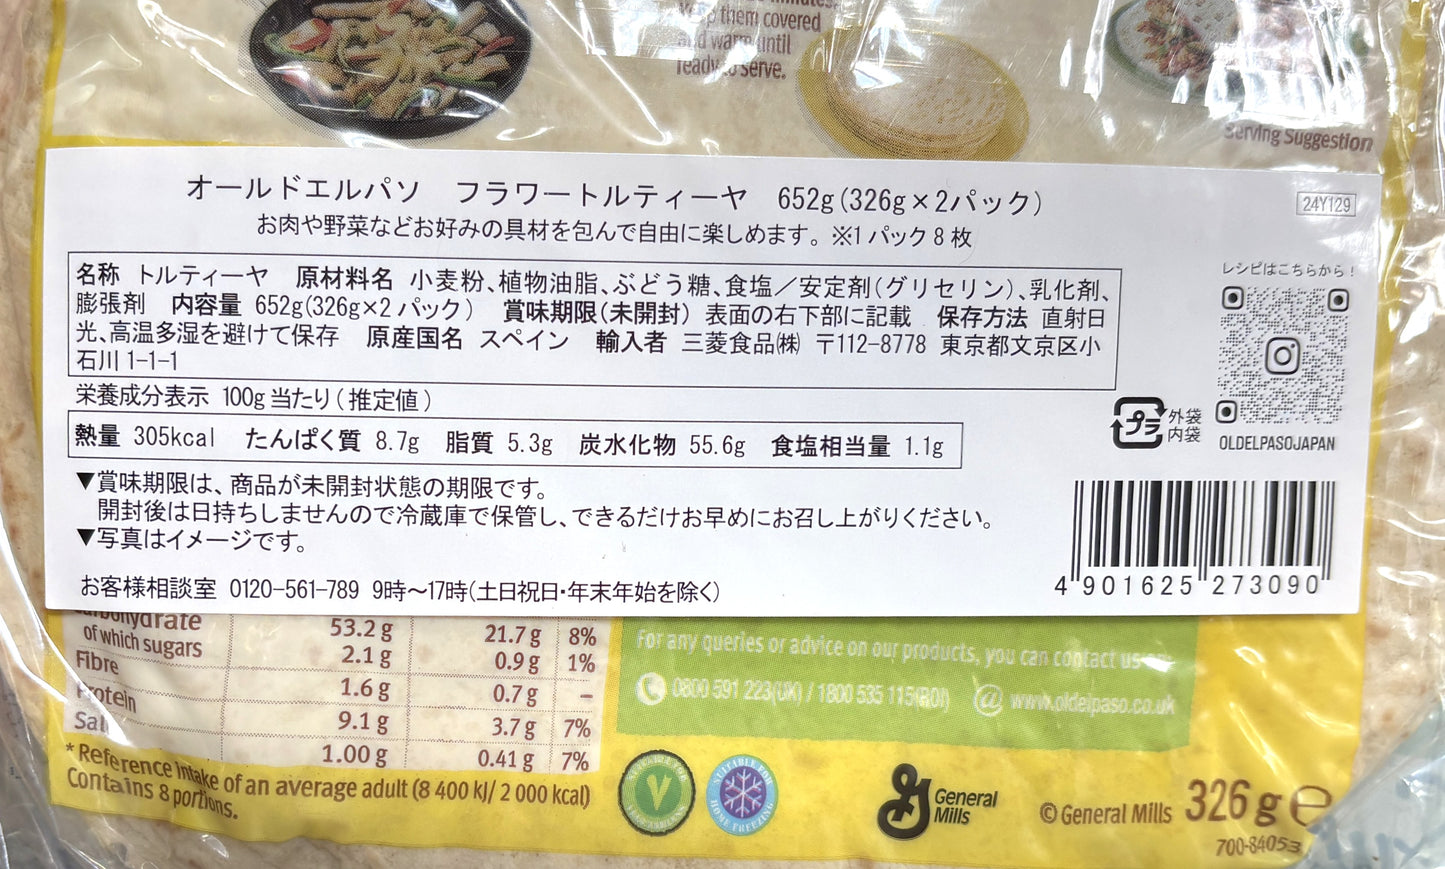 them covered
and warm until
ready to serve.
Serving Suggestion
オールドエルパソ フラワートルティーヤ 652g(326g×2パック)
24Y129
お肉や野菜などお好みの具材を包んで自由に楽しめます。※1パック8枚
レシピはこちらから!
名称 トルティーヤ 原材料名 小麦粉、植物油脂、ぶどう糖、食塩/安定剤(グリセリン)、乳化剤、
膨張剤 内容量 652g(326g×2パック) 賞味期限(未開封) 表面の右下部に記載 保存方法 直射日
光、高温多湿を避けて保存 原産国名 スペイン 輸入者 三菱食品㈱ 〒112-8778 東京都文京区小
石川1-1-1
栄養成分表示 100g当たり(推定値)
熱量 305kcal たんぱく質 8.7g 脂質 5.3g 炭水化物 55.6g 食塩相当量 1.1g
プラ 外袋
内袋
OLDELPASOJAPAN
▼賞味期限は、商品が未開封状態の期限です。
開封後は日持ちしませんので冷蔵庫で保管し、できるだけお早めにお召し上がりください。
▼写真はイメージです。
お客様相談室 0120-561-789 9時~17時(土日祝日・年末年始を除く)
4 901625 273090
Carbohydrate 53.2 g 21.7 g 8%
of which sugars 2.1 g 0.9 g 1%
Fibre 1.6 g 0.7 g –
Protein 9.1 g 3.7 g 7%
Salt 1.00 g 0.41 g 7%
* Reference intake of an average adult (8 400 kJ/ 2 000 kcal)
Contains 8 portions.
For any queries or advice on our products, you can contact us
0800 591 223(UK) / 1800 535 115(ROI) @ www.oldelpaso.co.uk
SUITABLE FOR
HOME FREEZING
V
General
Mills
© General Mills
326 g e
700-84053